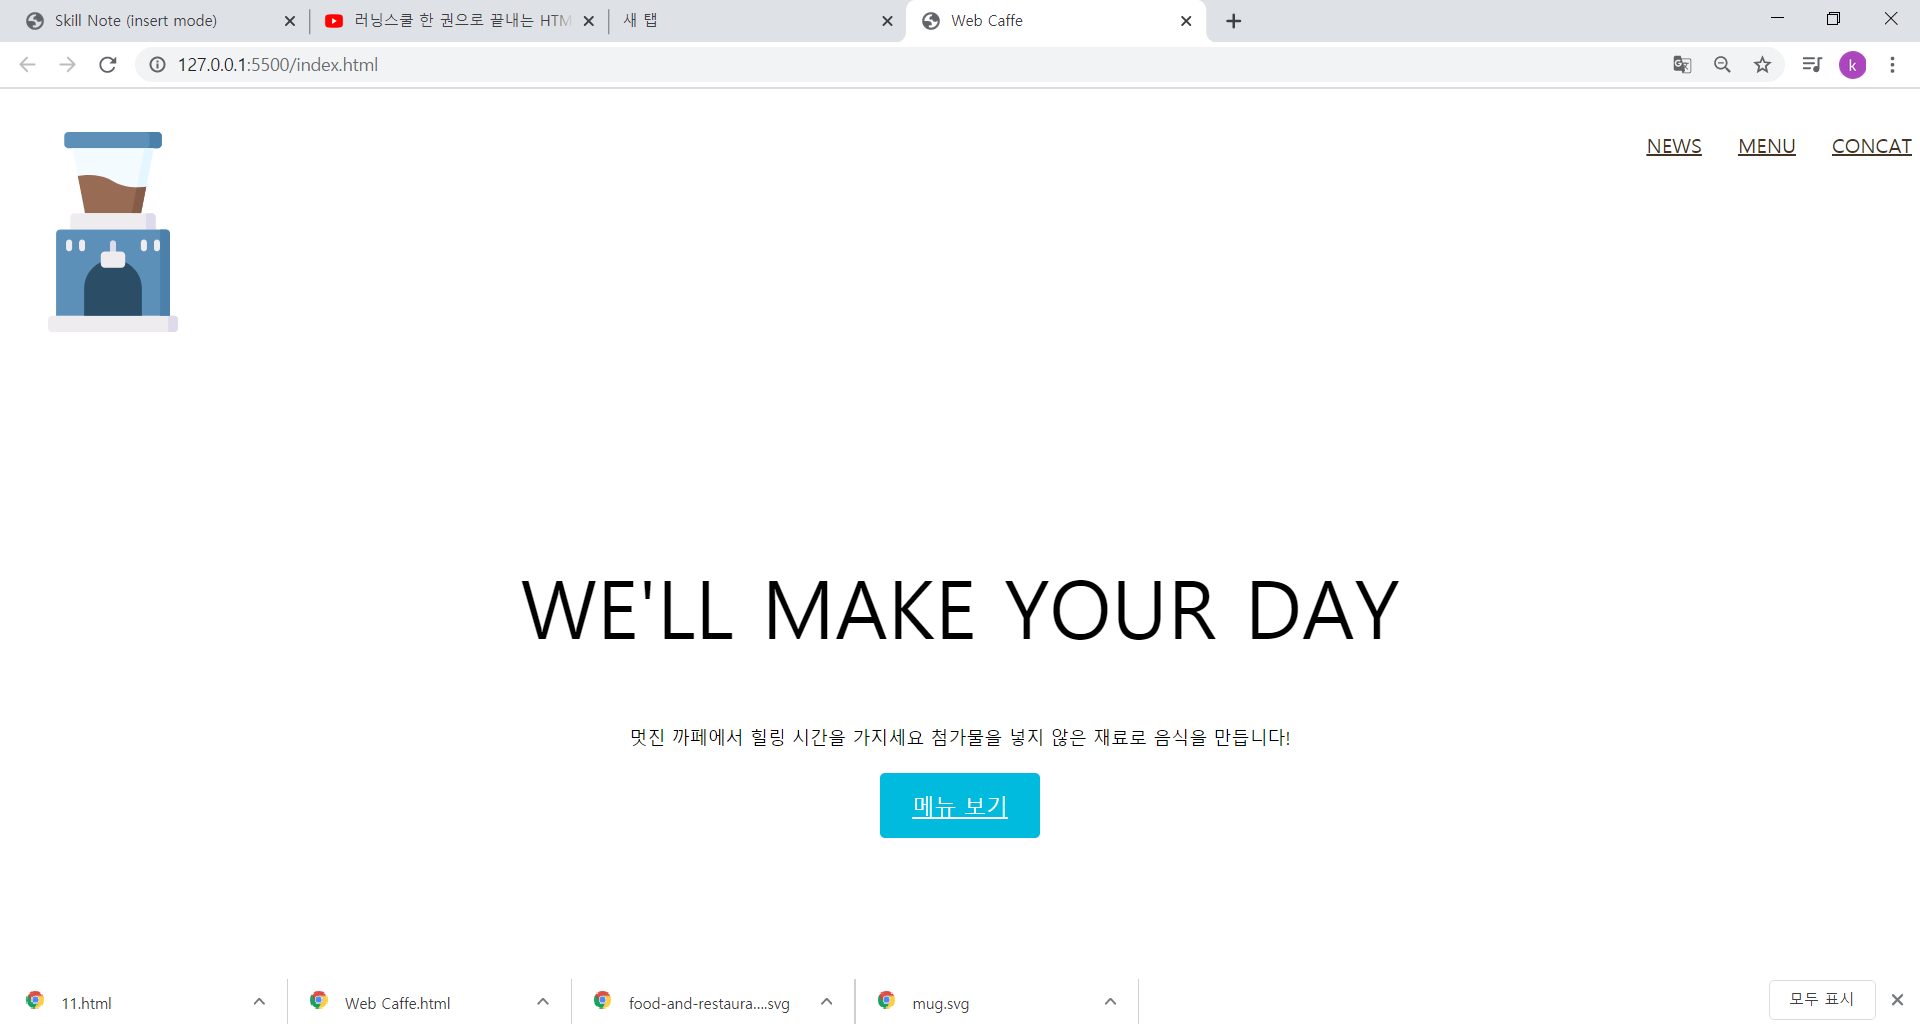 Skill Note (insert mode)
러닝스쿨 한 권으로 끝내는 HTM
새 탭
Web Caffe
127.0.0.1:5500/index.html
k
NEWS MENU CONCAT
WE'LL MAKE YOUR DAY
멋진 까페에서 힐링 시간을 가지세요 첨가물을 넣지 않은 재료로 음식을 만듭니다!
메뉴 보기
11.html
Web Caffe.html
food-and-restaura....svg
mug.svg
모두 표시